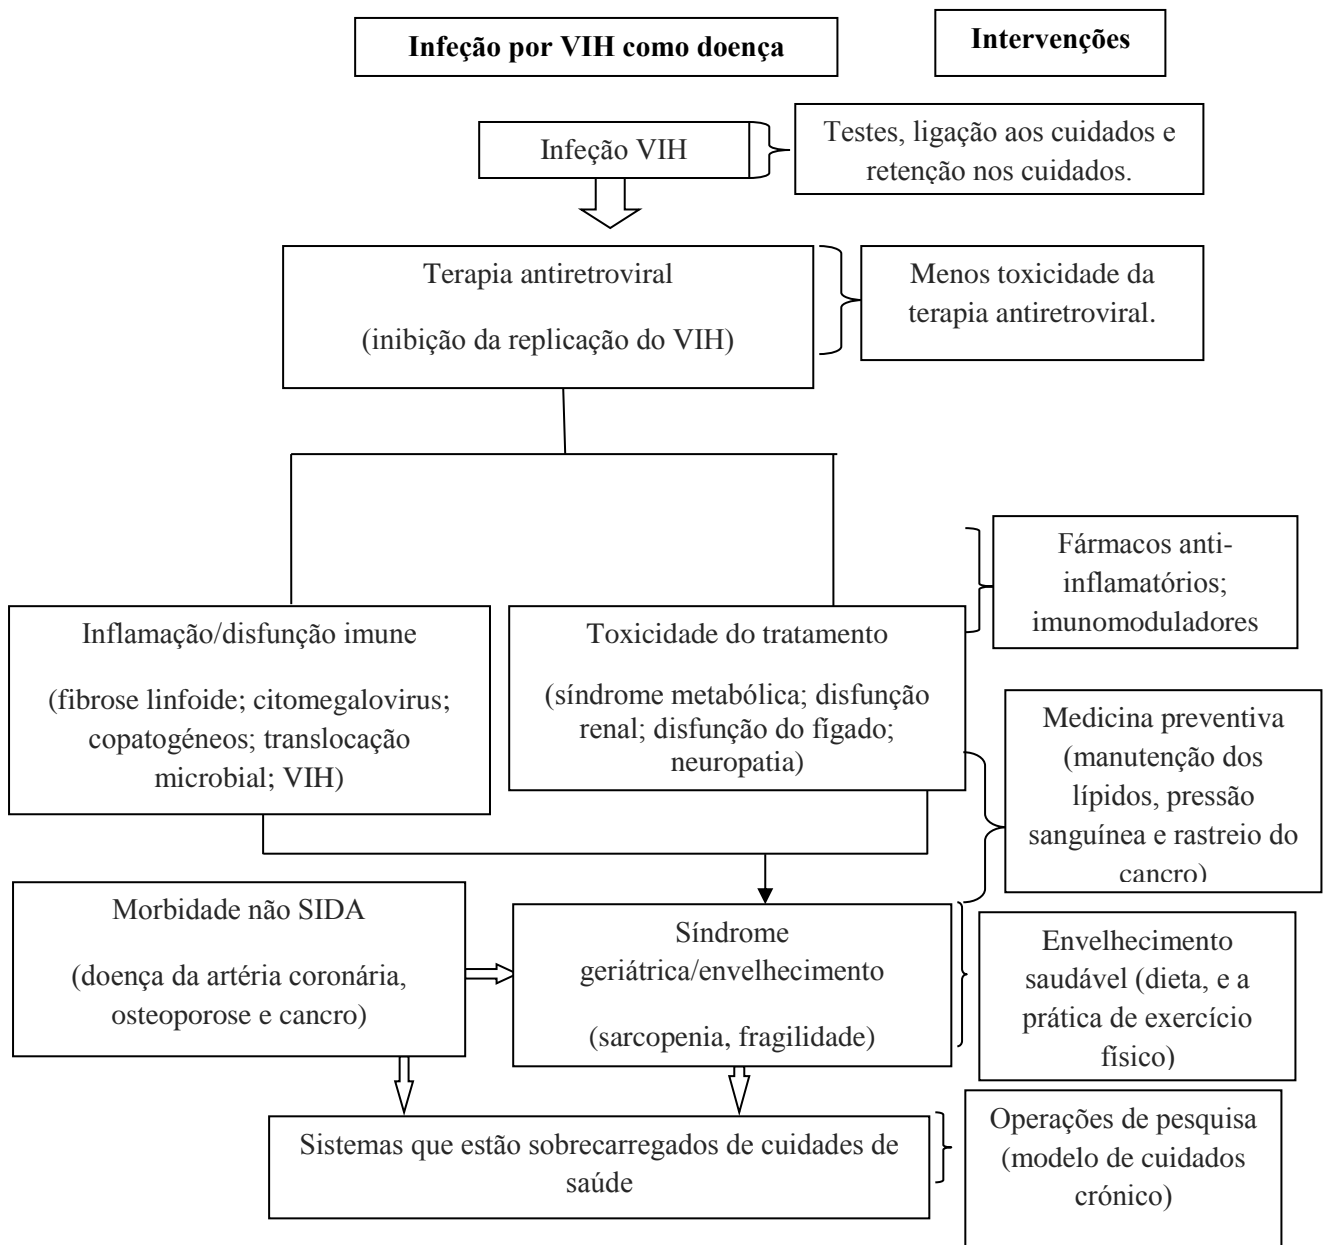 Infeção por VIH como doença
Intervenções
Infeção VIH
Testes, ligação aos cuidados e
retenção nos cuidados.
Terapia antiretroviral
(inibição da replicação do VIH)
Menos toxicidade da
terapia antiretroviral.
Fármacos anti-
inflamatórios;
imunomoduladores
Inflamação/disfunção imune
(fibrose linfoide; citomegalovirus;
copatogéneos; translocação
microbial; VIH)
Toxicidade do tratamento
(síndrome metabólica; disfunção
renal; disfunção do fígado;
neuropatia)
Medicina preventiva
(manutenção dos
lípidos, pressão
sanguínea e rastreio do
cancro)
Morbidade não SIDA
(doença da artéria coronária,
osteoporose e cancro)
Síndrome
geriátrica/envelhecimento
(sarcopenia, fragilidade)
Envelhecimento
saudável (dieta, e a
prática de exercício
físico)
Sistemas que estão sobrecarregados de cuidades de
saúde
Operações de pesquisa
(modelo de cuidados
crónico)